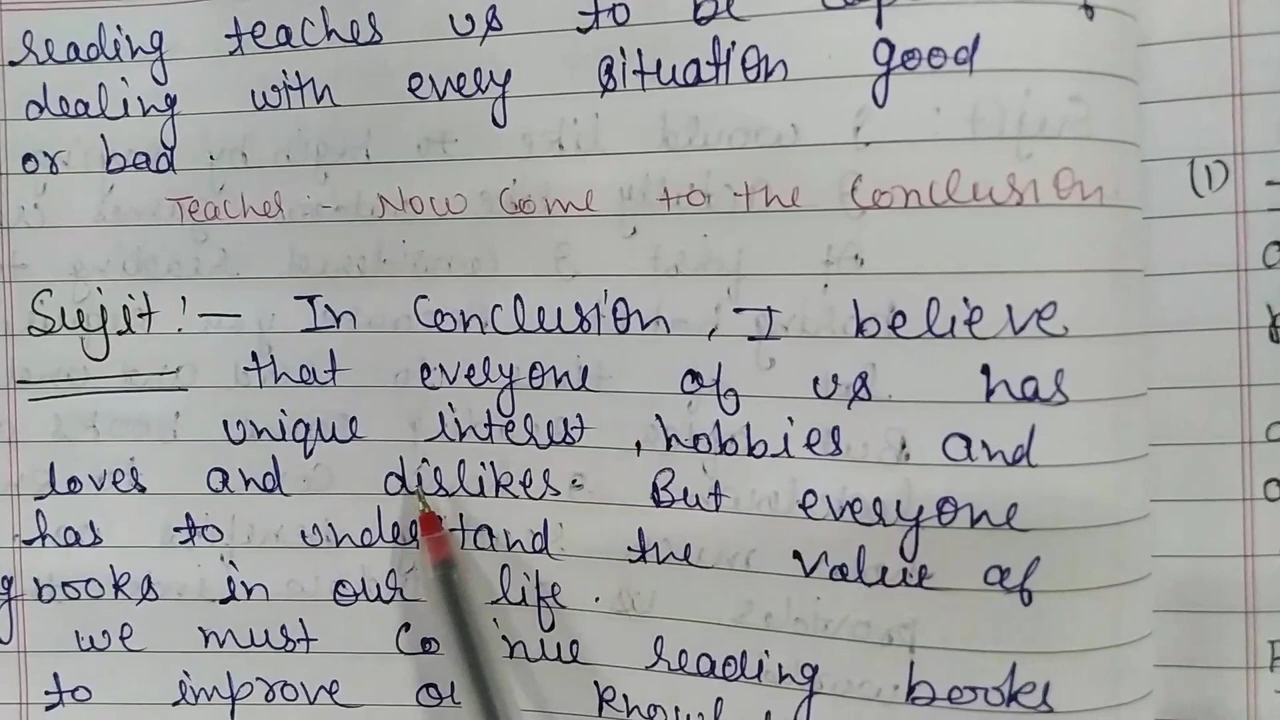 reading teaches us to be
dealing with every situation good
or bad.
Teacher :- Now Come to the Conclusion
Sujit :- In Conclusion, I believe
that everyone of us has
unique interest, hobbies, and
loves and dislikes. But everyone
has to understand the value of
books in our life.
we must reading books
to improve
(1)